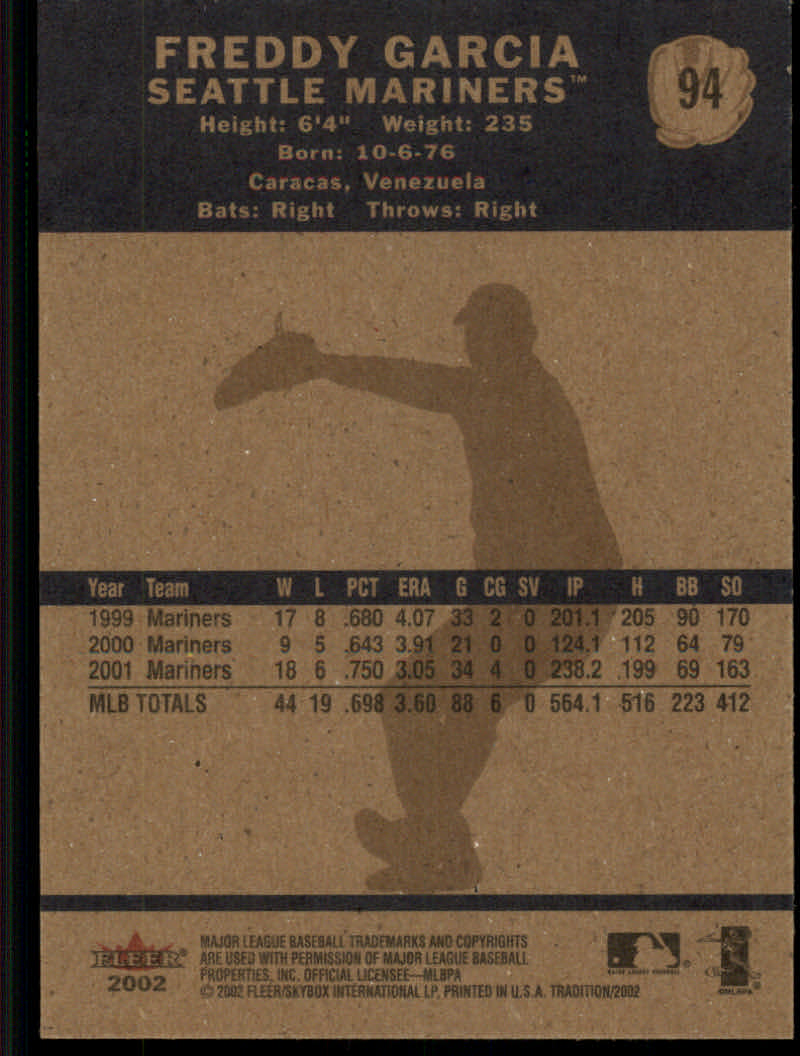 FREDDY GARCIA
SEATTLE MARINERS™
94
Height: 6'4" Weight: 235
Born: 10-6-76
Caracas, Venezuela
Bats: Right Throws: Right
Year Team W L PCT ERA G CG SV IP H BB SO
1999 Mariners 17 8 .680 4.07 33 2 0 201.1 205 90 170
2000 Mariners 9 5 .643 3.91 21 0 0 124.1 112 64 79
2001 Mariners 18 6 .750 3.05 34 4 0 238.2 199 69 163
MLB TOTALS 44 19 .698 3.60 88 6 0 564.1 516 223 412
FLEER®
2002
MAJOR LEAGUE BASEBALL TRADEMARKS AND COPYRIGHTS
ARE USED WITH PERMISSION OF MAJOR LEAGUE BASEBALL
PROPERTIES, INC. OFFICIAL LICENSEE—MLBPA
© 2002 FLEER/SKYBOX INTERNATIONAL LP, PRINTED IN U.S.A. TRADITION/2002
MAJOR LEAGUE BASEBALL ®
©MLBPA ®